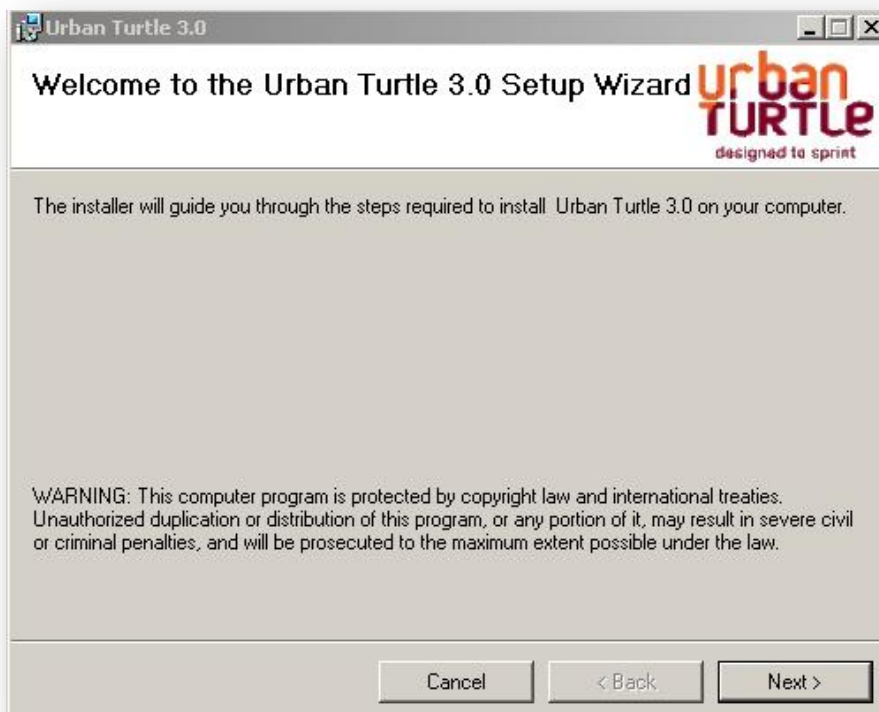 Urban Turtle 3.0
Welcome to the Urban Turtle 3.0 Setup Wizard
urban
TURTLe
designed to sprint
The installer will guide you through the steps required to install Urban Turtle 3.0 on your computer.
WARNING: This computer program is protected by copyright law and international treaties.
Unauthorized duplication or distribution of this program, or any portion of it, may result in severe civil
or criminal penalties, and will be prosecuted to the maximum extent possible under the law.
Cancel < Back Next >